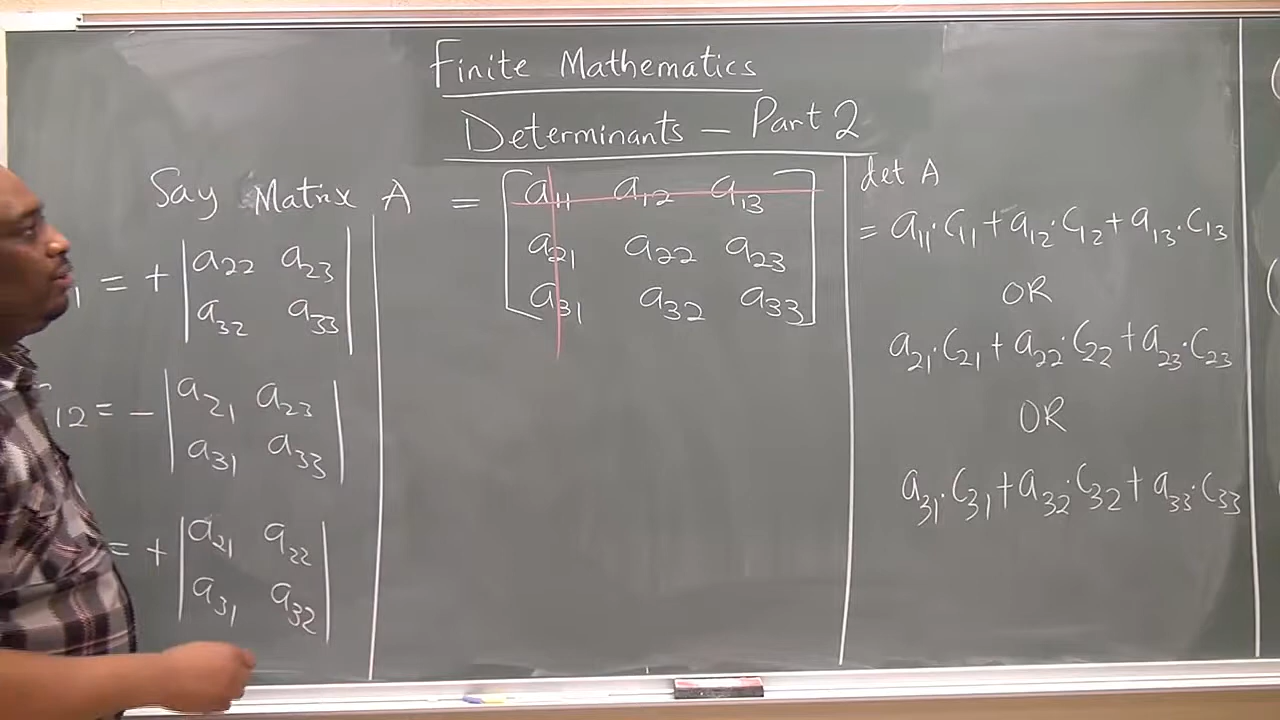 Finite Mathematics
Determinants – Part 2
Say Matrix A = [a11 a12 a13
a21 a22 a23
a31 a32 a33]
1 = + |a22 a23
a32 a33|
12 = - |a21 a23
a31 a33|
= + |a21 a22
a31 a32|
det A
= a11·C11 + a12·C12 + a13·C13
OR
a21·C21 + a22·C22 + a23·C23
OR
a31·C31 + a32·C32 + a33·C33